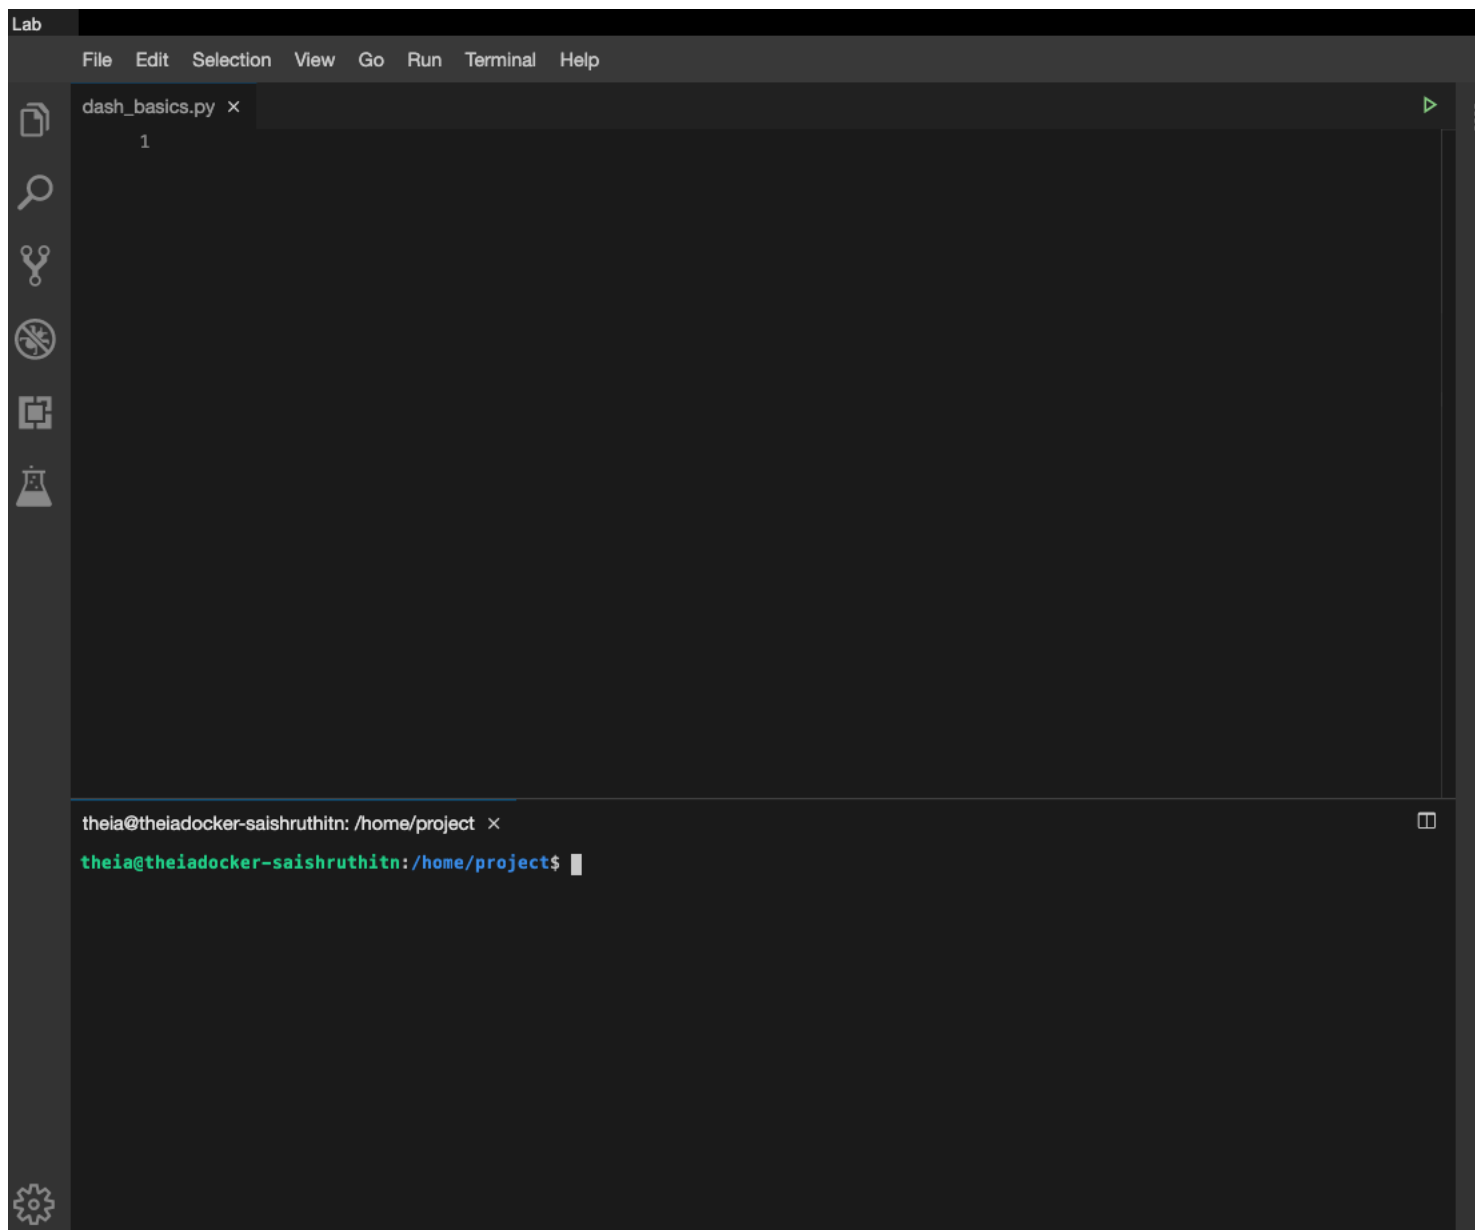 Lab
File Edit Selection View Go Run Terminal Help
dash_basics.py ×
1
theia@theiadocker-saishruthitn: /home/project ×
theia@theiadocker-saishruthitn:/home/project$